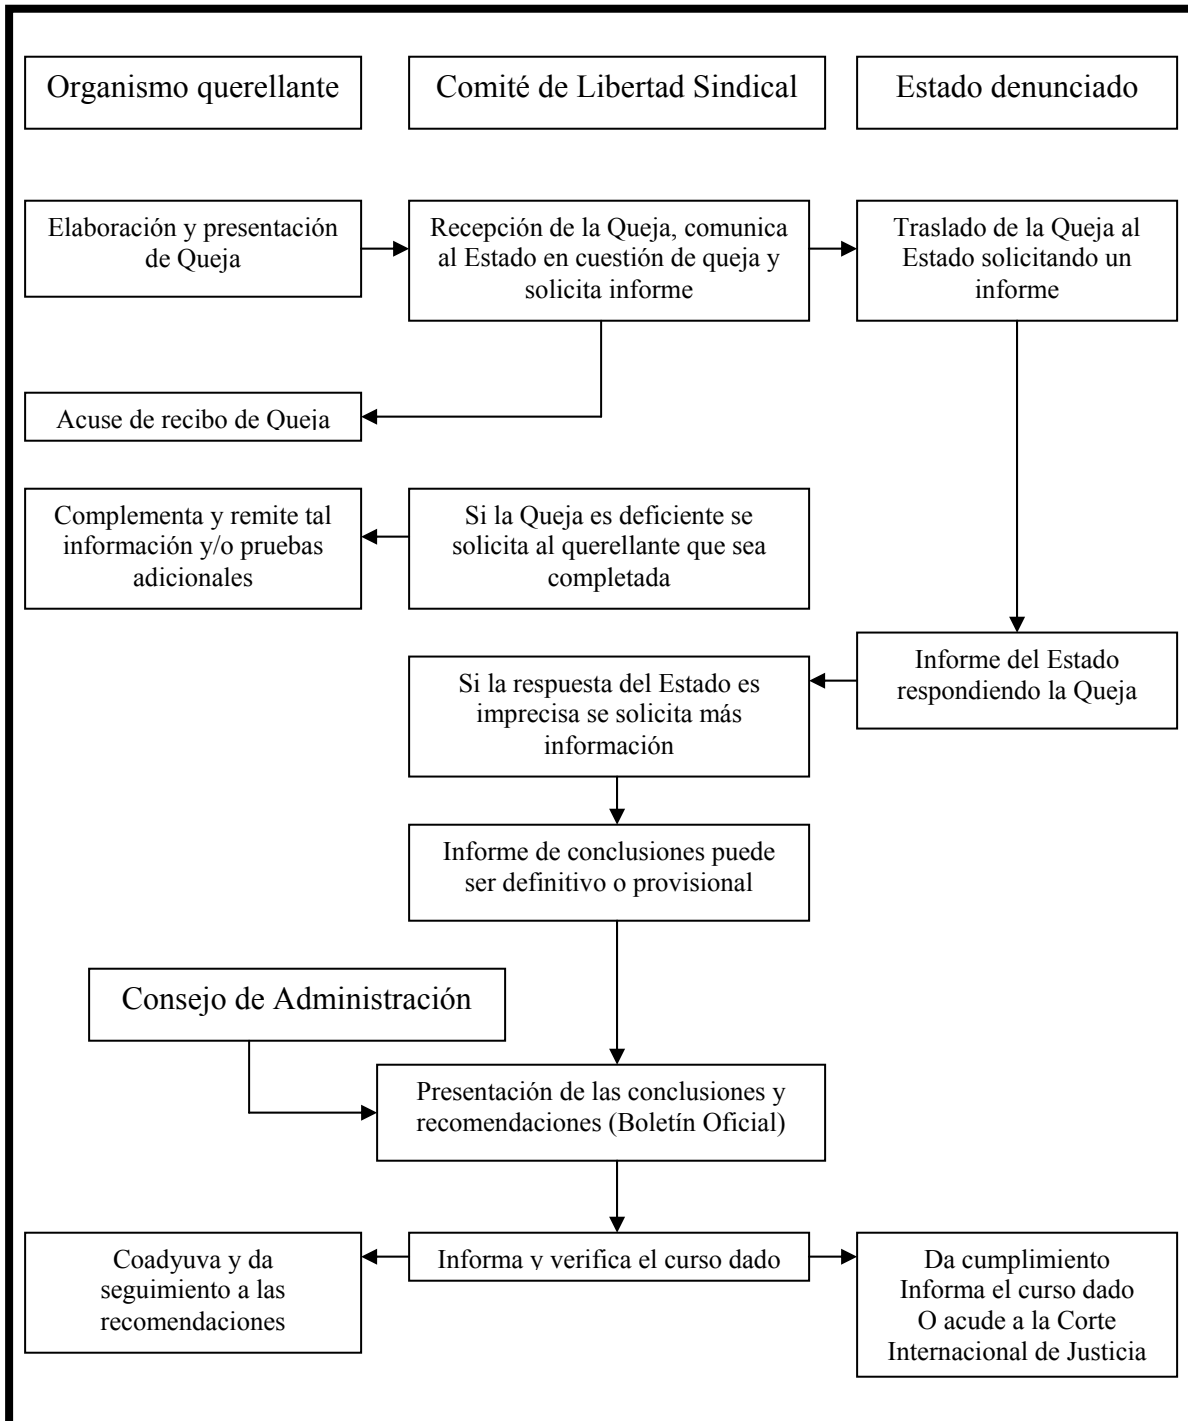 Organismo querellante
Comité de Libertad Sindical
Estado denunciado
Elaboración y presentación
de Queja
Recepción de la Queja, comunica
al Estado en cuestión de queja y
solicita informe
Traslado de la Queja al
Estado solicitando un
informe
Acuse de recibo de Queja
Complementa y remite tal
información y/o pruebas
adicionales
Si la Queja es deficiente se
solicita al querellante que sea
completada
Informe del Estado
respondiendo la Queja
Si la respuesta del Estado es
imprecisa se solicita más
información
Informe de conclusiones puede
ser definitivo o provisional
Consejo de Administración
Presentación de las conclusiones y
recomendaciones (Boletín Oficial)
Coadyuva y da
seguimiento a las
recomendaciones
Informa y verifica el curso dado
Da cumplimiento
Informa el curso dado
O acude a la Corte
Internacional de Justicia